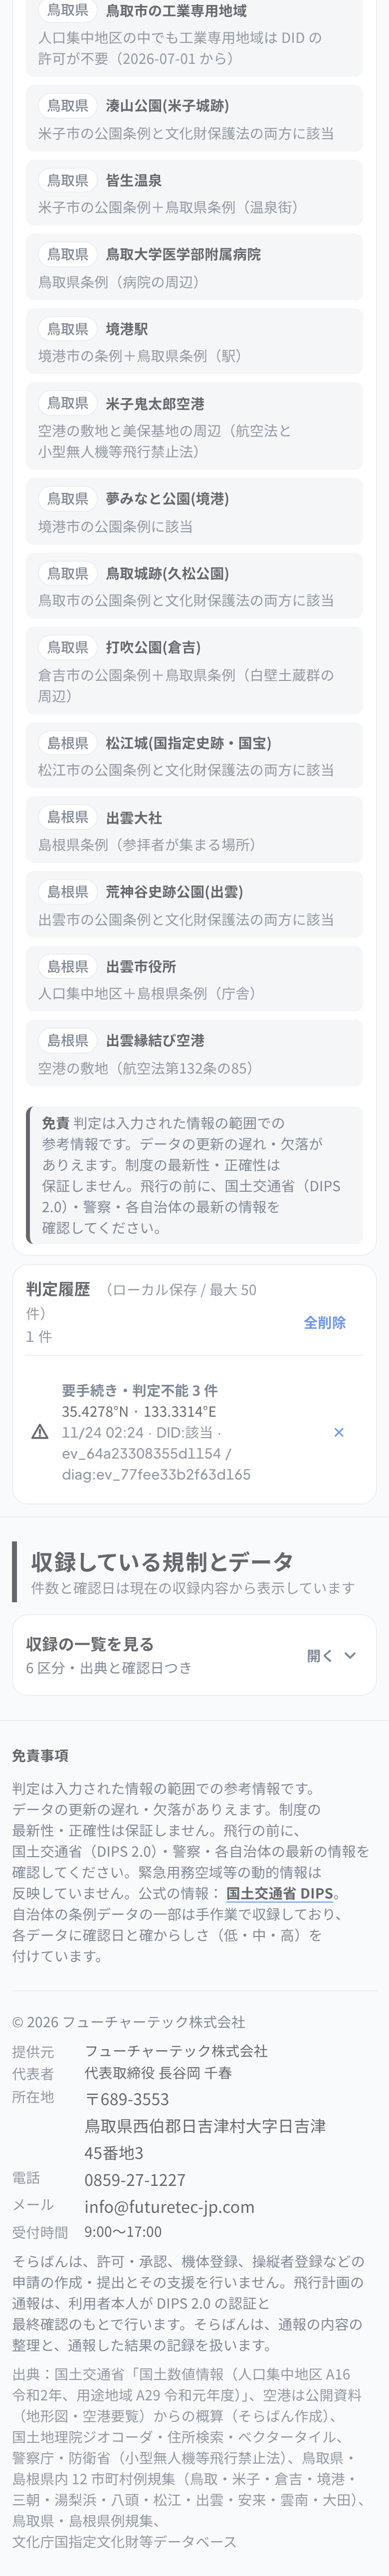 鳥取県 鳥取市の工業専用地域
人口集中地区の中でも工業専用地域は DID の
許可が不要（2026-07-01 から）
鳥取県 湊山公園(米子城跡)
米子市の公園条例と文化財保護法の両方に該当
鳥取県 皆生温泉
米子市の公園条例＋鳥取県条例（温泉街）
鳥取県 鳥取大学医学部附属病院
鳥取県条例（病院の周辺）
鳥取県 境港駅
境港市の条例＋鳥取県条例（駅）
鳥取県 米子鬼太郎空港
空港の敷地と美保基地の周辺（航空法と
小型無人機等飛行禁止法）
鳥取県 夢みなと公園(境港)
境港市の公園条例に該当
鳥取県 鳥取城跡(久松公園)
鳥取市の公園条例と文化財保護法の両方に該当
鳥取県 打吹公園(倉吉)
倉吉市の公園条例＋鳥取県条例（白壁土蔵群の
周辺）
島根県 松江城(国指定史跡・国宝)
松江市の公園条例と文化財保護法の両方に該当
島根県 出雲大社
島根県条例（参拝者が集まる場所）
島根県 荒神谷史跡公園(出雲)
出雲市の公園条例と文化財保護法の両方に該当
島根県 出雲市役所
人口集中地区＋島根県条例（庁舎）
島根県 出雲縁結び空港
空港の敷地（航空法第132条の85）
免責 判定は入力された情報の範囲での
参考情報です。データの更新の遅れ・欠落が
ありえます。制度の最新性・正確性は
保証しません。飛行の前に、国土交通省（DIPS
2.0）・警察・各自治体の最新の情報を
確認してください。
判定履歴 （ローカル保存 / 最大 50
件）
1 件
全削除
要手続き・判定不能 3 件
35.4278°N · 133.3314°E
11/24 02:24 · DID:該当 ·
ev_64a23308355d1154 /
diag:ev_77fee33b2f63d165
×
収録している規制とデータ
件数と確認日は現在の収録内容から表示しています
収録の一覧を見る
6 区分・出典と確認日つき
開く
免責事項
判定は入力された情報の範囲での参考情報です。
データの更新の遅れ・欠落がありえます。制度の
最新性・正確性は保証しません。飛行の前に、
国土交通省（DIPS 2.0）・警察・各自治体の最新の情報を
確認してください。緊急用務空域等の動的情報は
反映していません。公式の情報： 国土交通省 DIPS。
自治体の条例データの一部は手作業で収録しており、
各データに確認日と確からしさ（低・中・高）を
付けています。
© 2026 フューチャーテック株式会社
提供元 フューチャーテック株式会社
代表者 代表取締役 長谷岡 千春
所在地 〒689-3553
鳥取県西伯郡日吉津村大字日吉津
45番地3
電話 0859-27-1227
メール info@futuretec-jp.com
受付時間 9:00〜17:00
そらばんは、許可・承認、機体登録、操縦者登録などの
申請の作成・提出とその支援を行いません。飛行計画の
通報は、利用者本人が DIPS 2.0 の認証と
最終確認のもとで行います。そらばんは、通報の内容の
整理と、通報した結果の記録を扱います。
出典：国土交通省「国土数値情報（人口集中地区 A16
令和2年、用途地域 A29 令和元年度）」、空港は公開資料
（地形図・空港要覧）からの概算（そらばん作成）、
国土地理院ジオコーダ・住所検索・ベクタータイル、
警察庁・防衛省（小型無人機等飛行禁止法）、鳥取県・
島根県内 12 市町村例規集（鳥取・米子・倉吉・境港・
三朝・湯梨浜・八頭・松江・出雲・安来・雲南・大田）、
鳥取県・島根県例規集、
文化庁国指定文化財等データベース